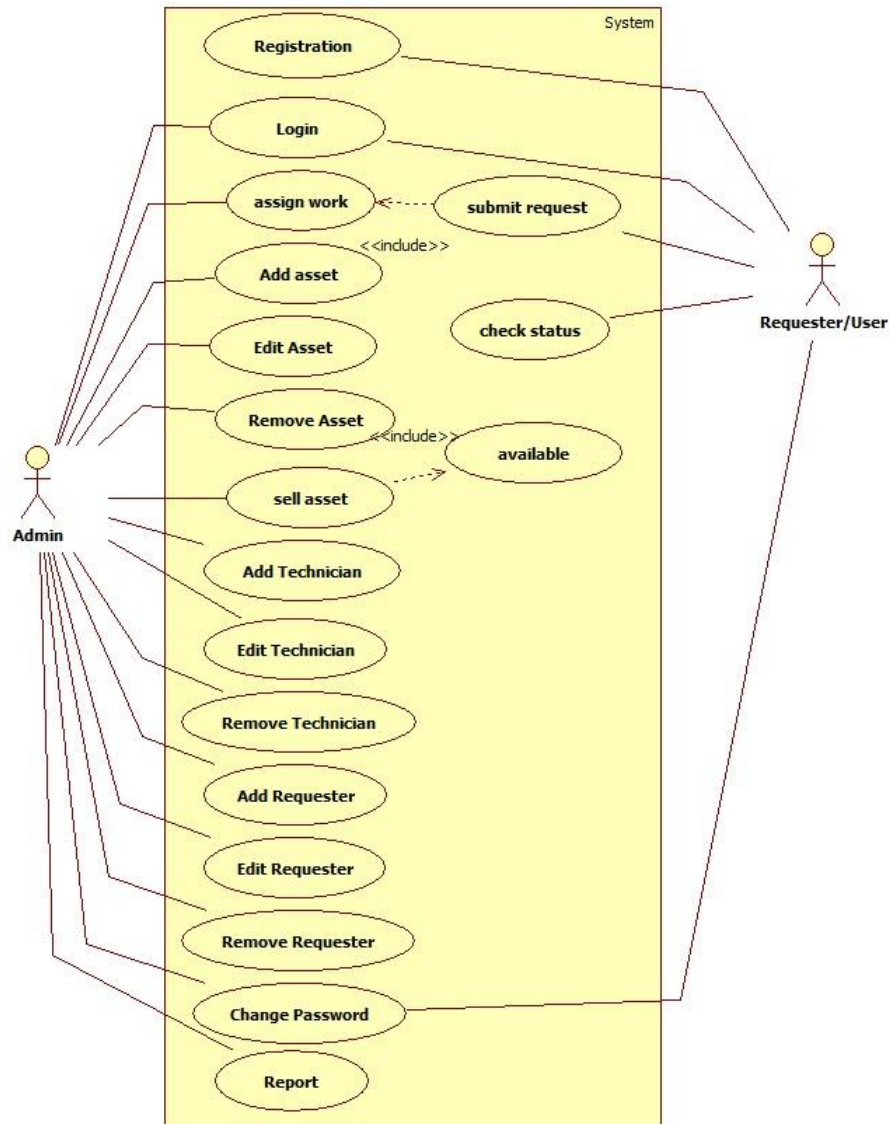 System
Registration
Login
assign work
submit request
<<include>>
Add asset
Requester/User
check status
Edit Asset
Remove Asset
<<include>>
available
sell asset
Admin
Add Technician
Edit Technician
Remove Technician
Add Requester
Edit Requester
Remove Requester
Change Password
Report